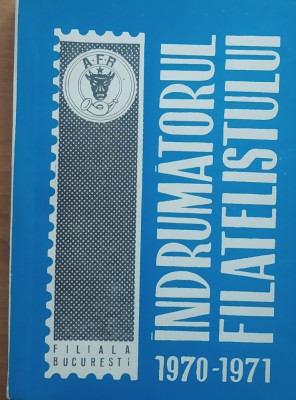 A·F·R
FILIALA
BUCUREȘTI
ÎNDRUMĂTORUL
FILATELISTULUI
1970-1971